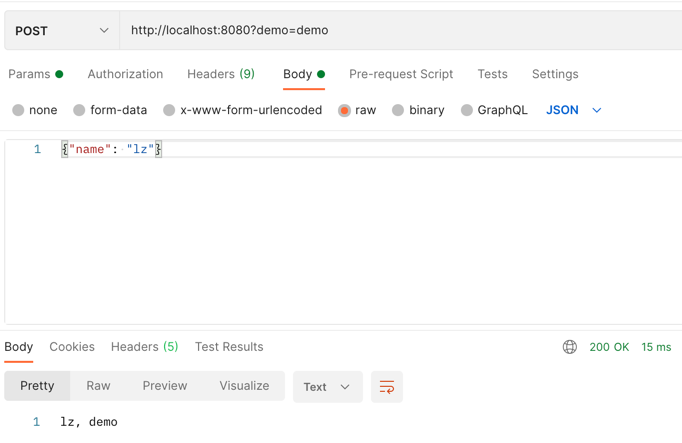 POST http://localhost:8080?demo=demo
Params Authorization Headers (9) Body Pre-request Script Tests Settings
none form-data x-www-form-urlencoded raw binary GraphQL JSON
1 {"name": "lz"}
Body Cookies Headers (5) Test Results 200 OK 15 ms
Pretty Raw Preview Visualize Text
1 lz, demo